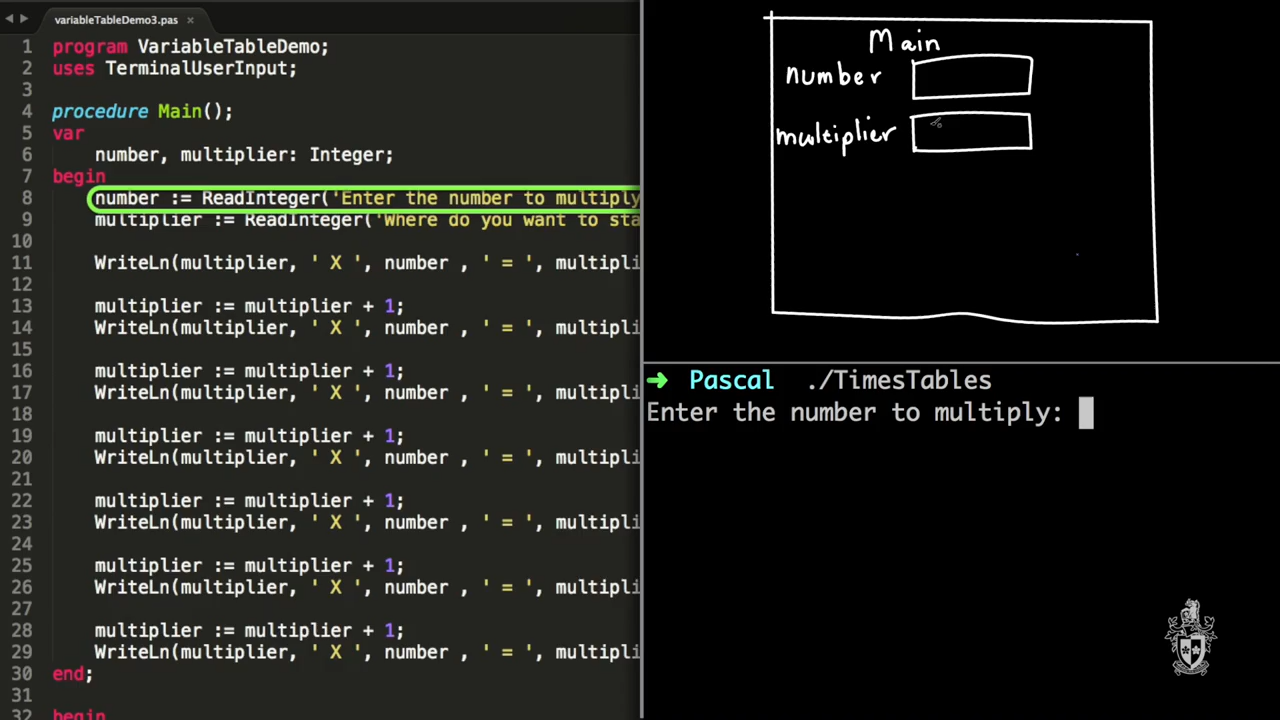 variableTableDemo3.pas ×
1 program VariableTableDemo;
2 uses TerminalUserInput;
3
4 procedure Main();
5 var
6 number, multiplier: Integer;
7 begin
8 number := ReadInteger('Enter the number to multiply
9 multiplier := ReadInteger('Where do you want to sta
10
11 WriteLn(multiplier, ' X ', number , ' = ', multipli
12
13 multiplier := multiplier + 1;
14 WriteLn(multiplier, ' X ', number , ' = ', multipli
15
16 multiplier := multiplier + 1;
17 WriteLn(multiplier, ' X ', number , ' = ', multipli
18
19 multiplier := multiplier + 1;
20 WriteLn(multiplier, ' X ', number , ' = ', multipli
21
22 multiplier := multiplier + 1;
23 WriteLn(multiplier, ' X ', number , ' = ', multipli
24
25 multiplier := multiplier + 1;
26 WriteLn(multiplier, ' X ', number , ' = ', multipli
27
28 multiplier := multiplier + 1;
29 WriteLn(multiplier, ' X ', number , ' = ', multipli
30 end;
31
32 begin
Main
number
multiplier
➜ Pascal ./TimesTables
Enter the number to multiply: